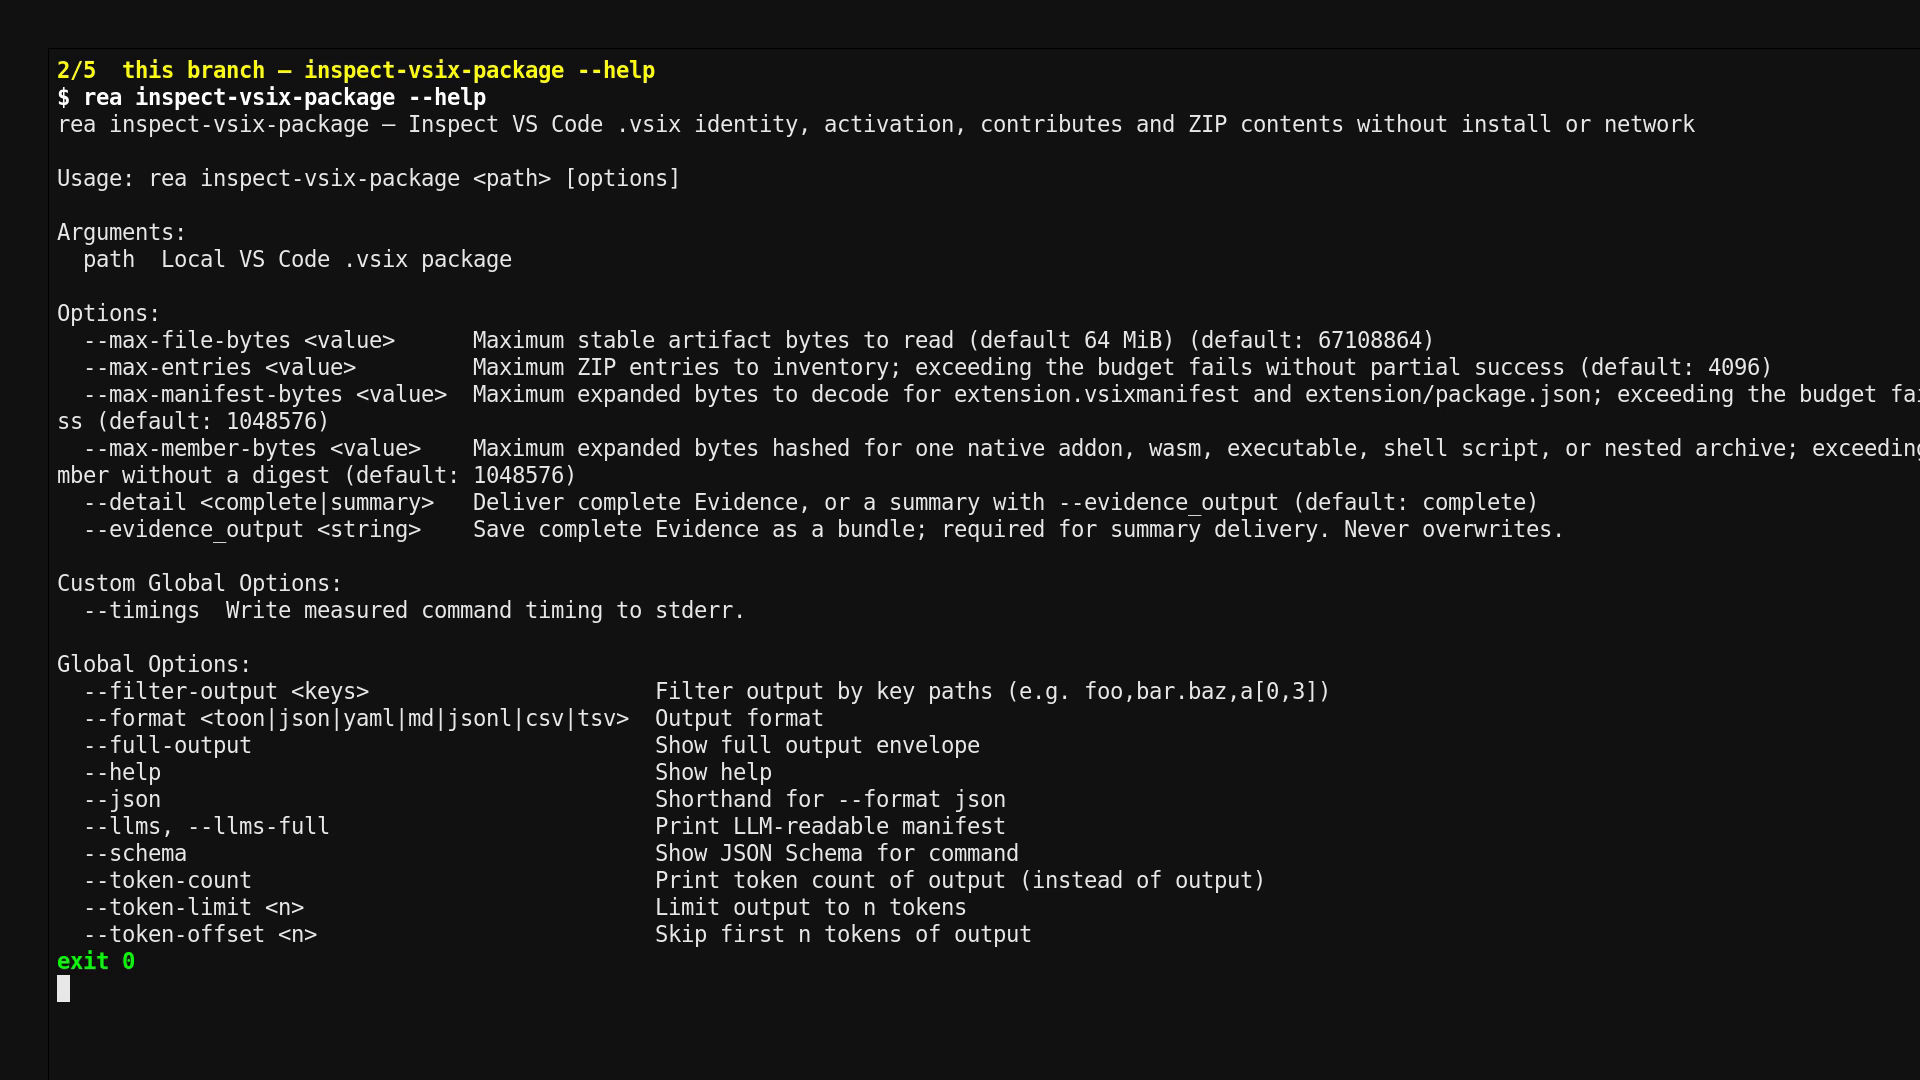 2/5  this branch — inspect-vsix-package --help
$ rea inspect-vsix-package --help
rea inspect-vsix-package — Inspect VS Code .vsix identity, activation, contributes and ZIP contents without install or network

Usage: rea inspect-vsix-package <path> [options]

Arguments:
  path  Local VS Code .vsix package

Options:
  --max-file-bytes <value>      Maximum stable artifact bytes to read (default 64 MiB) (default: 67108864)
  --max-entries <value>         Maximum ZIP entries to inventory; exceeding the budget fails without partial success (default: 4096)
  --max-manifest-bytes <value>  Maximum expanded bytes to decode for extension.vsixmanifest and extension/package.json; exceeding the budget
ss (default: 1048576)
  --max-member-bytes <value>    Maximum expanded bytes hashed for one native addon, wasm, executable, shell script, or nested archive; exceeding
mber without a digest (default: 1048576)
  --detail <complete|summary>   Deliver complete Evidence, or a summary with --evidence_output (default: complete)
  --evidence_output <string>    Save complete Evidence as a bundle; required for summary delivery. Never overwrites.

Custom Global Options:
  --timings  Write measured command timing to stderr.

Global Options:
  --filter-output <keys>                      Filter output by key paths (e.g. foo,bar.baz,a[0,3])
  --format <toon|json|yaml|md|jsonl|csv|tsv>  Output format
  --full-output                               Show full output envelope
  --help                                      Show help
  --json                                      Shorthand for --format json
  --llms, --llms-full                         Print LLM-readable manifest
  --schema                                    Show JSON Schema for command
  --token-count                               Print token count of output (instead of output)
  --token-limit <n>                           Limit output to n tokens
  --token-offset <n>                          Skip first n tokens of output
exit 0